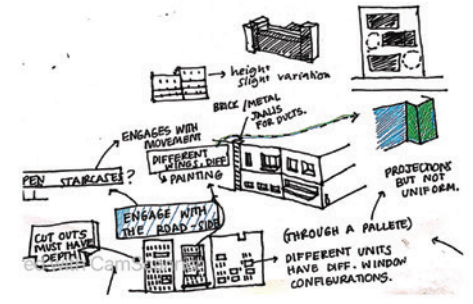 height
slight variation
BRICK / METAL
JAALIS
FOR DUCTS.
ENGAGES WITH
MOVEMENT
DIFFERENT
WINGS. DIFF
PAINTING
PEN STAIRCASES?
ENGAGE WITH
THE ROAD-SIDE
CUT OUTS
MUST HAVE
DEPTH
PROJECTIONS
BUT NOT
UNIFORM.
(THROUGH A PALLETE)
DIFFERENT UNITS
HAVE DIFF. WINDOW
CONFIGURATIONS.